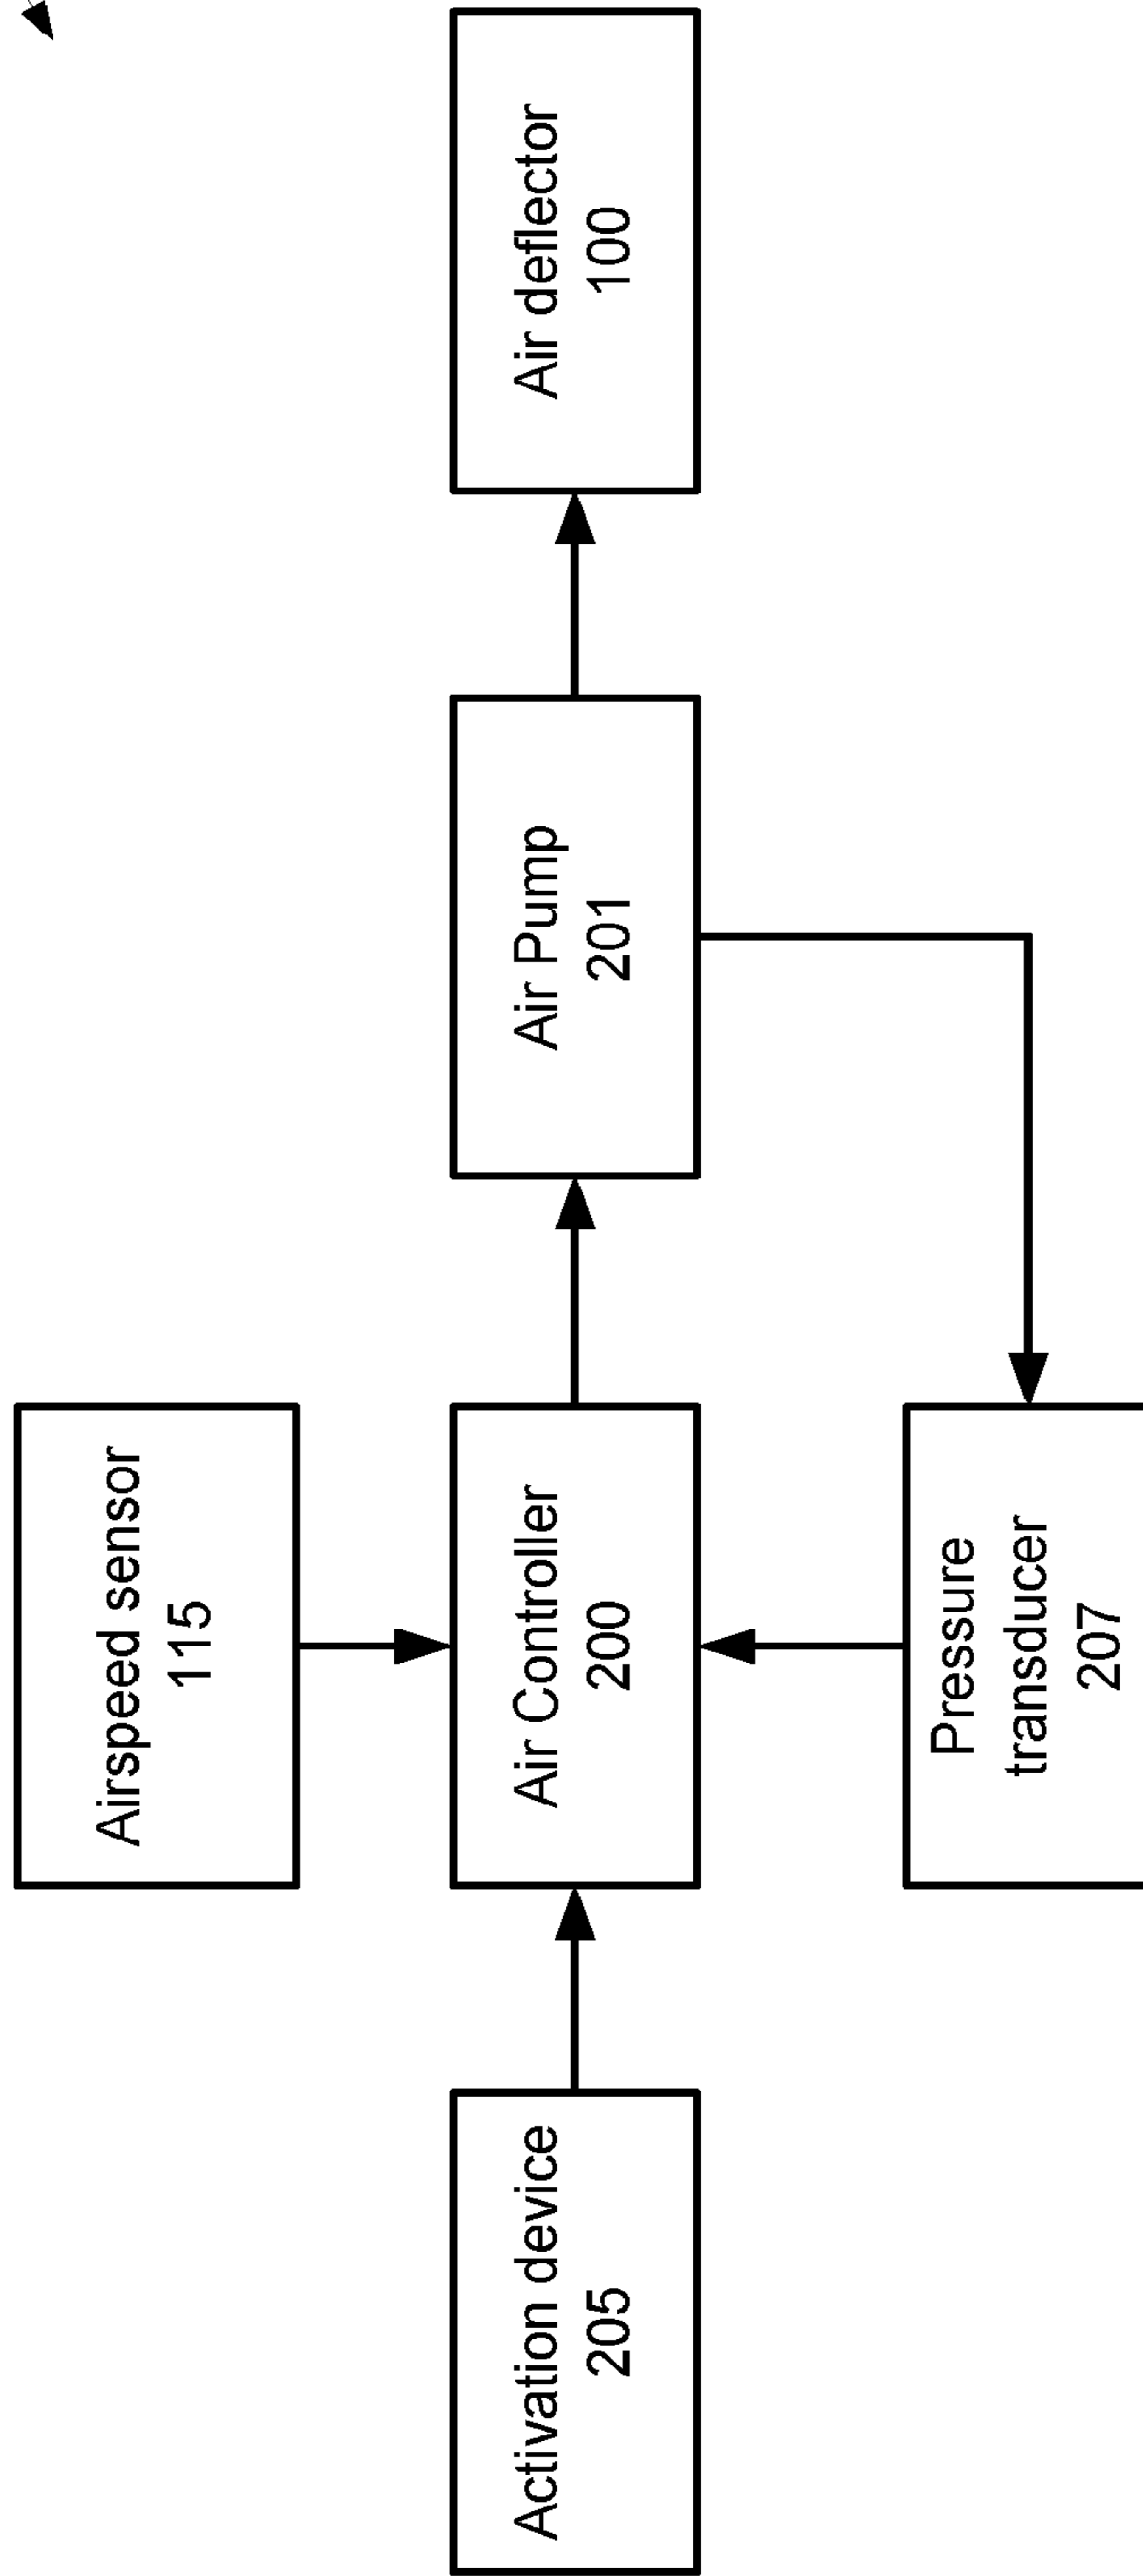 Airspeed sensor
115
Activation device
205
Air Controller
200
Air Pump
201
Air deflector
100
Pressure
transducer
207